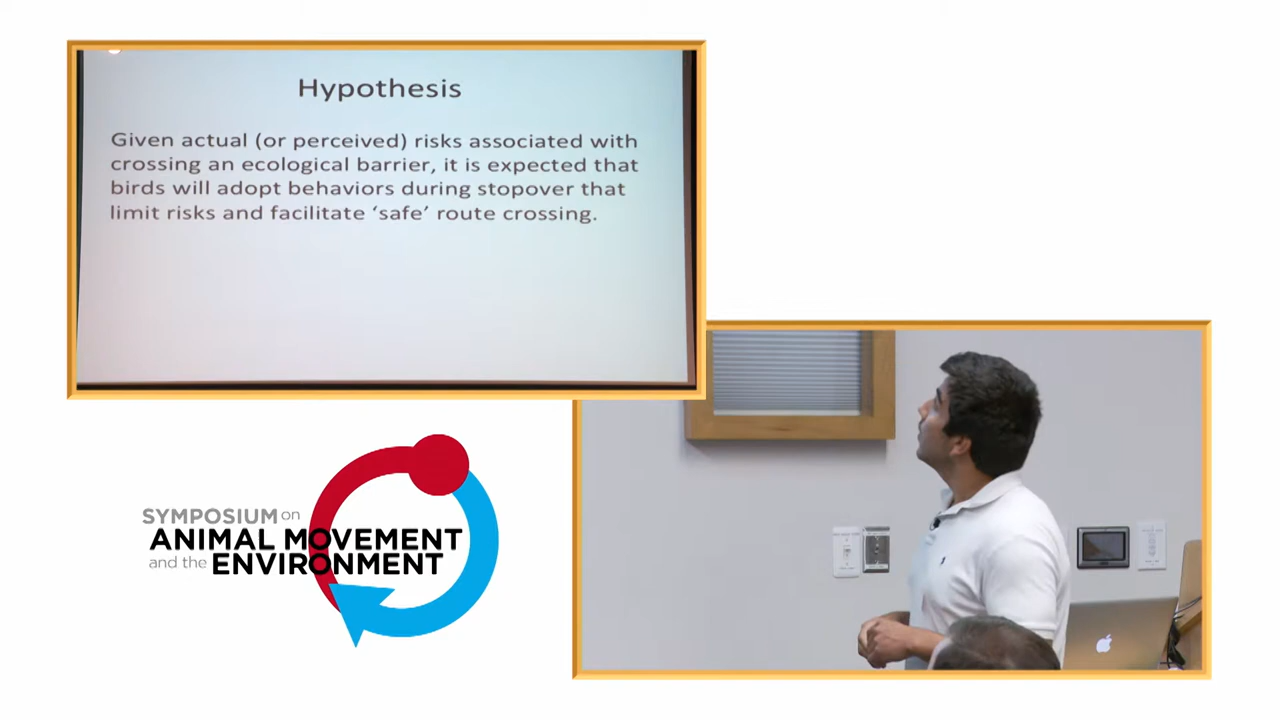 Hypothesis
Given actual (or perceived) risks associated with
crossing an ecological barrier, it is expected that
birds will adopt behaviors during stopover that
limit risks and facilitate ‘safe’ route crossing.
SYMPOSIUM on
ANIMAL MOVEMENT
and the ENVIRONMENT